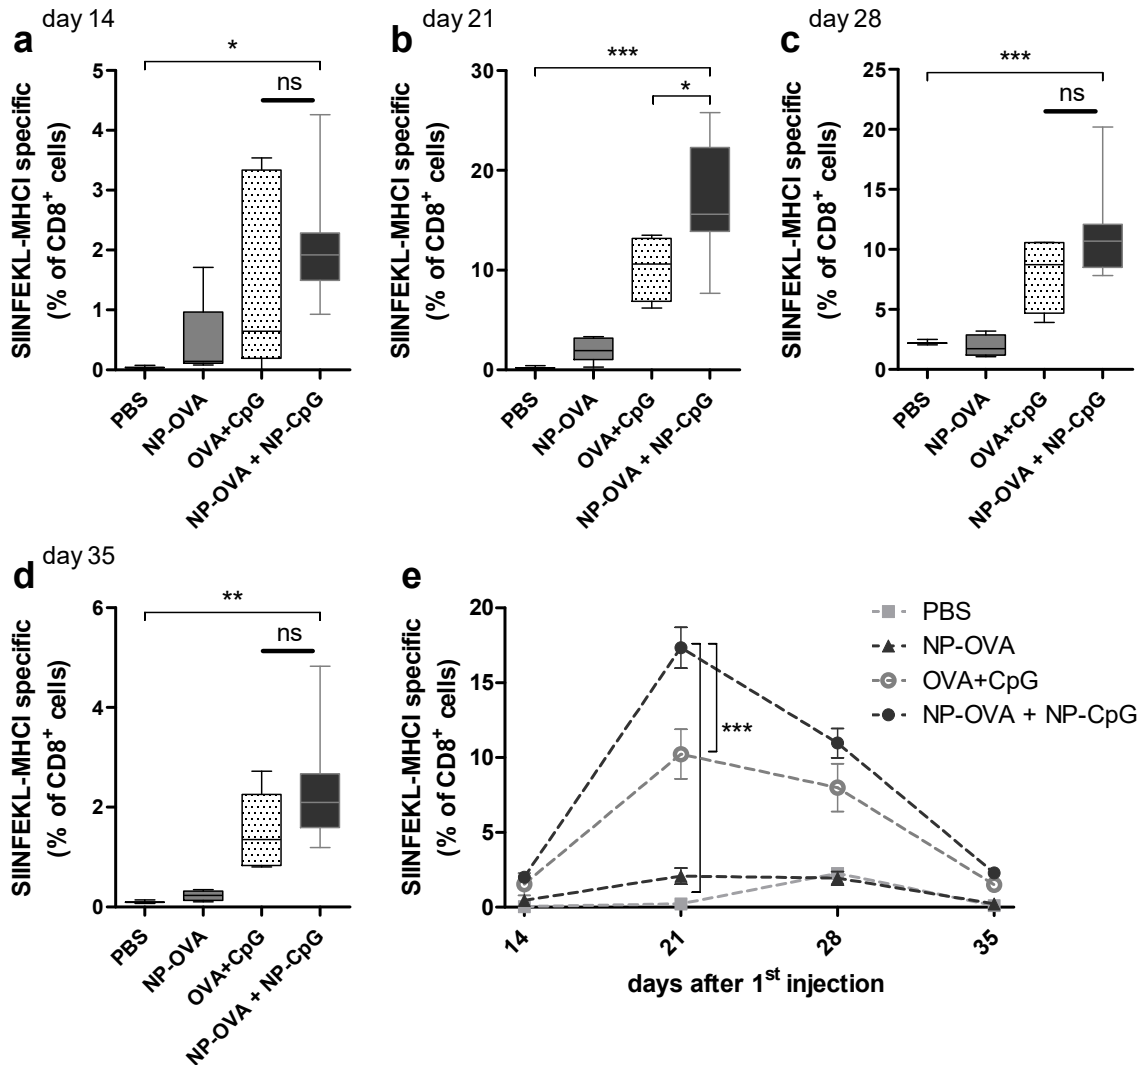 day 14
a
*
ns
SIINFEKL-MHCI specific
(% of CD8+ cells)
5
4
3
2
1
0
PBS
NP-OVA
OVA+CpG
NP-OVA + NP-CpG
day 21
b
***
*
SIINFEKL-MHCI specific
(% of CD8+ cells)
30
20
10
0
PBS
NP-OVA
OVA+CpG
NP-OVA + NP-CpG
day 28
c
***
ns
SIINFEKL-MHCI specific
(% of CD8+ cells)
25
20
15
10
5
0
PBS
NP-OVA
OVA+CpG
NP-OVA + NP-CpG
day 35
d
**
ns
SIINFEKL-MHCI specific
(% of CD8+ cells)
6
4
2
0
PBS
NP-OVA
OVA+CpG
NP-OVA + NP-CpG
e
SIINFEKL-MHCI specific
(% of CD8+ cells)
20
15
10
5
0
***
PBS
NP-OVA
OVA+CpG
NP-OVA + NP-CpG
14
21
28
35
days after 1st injection